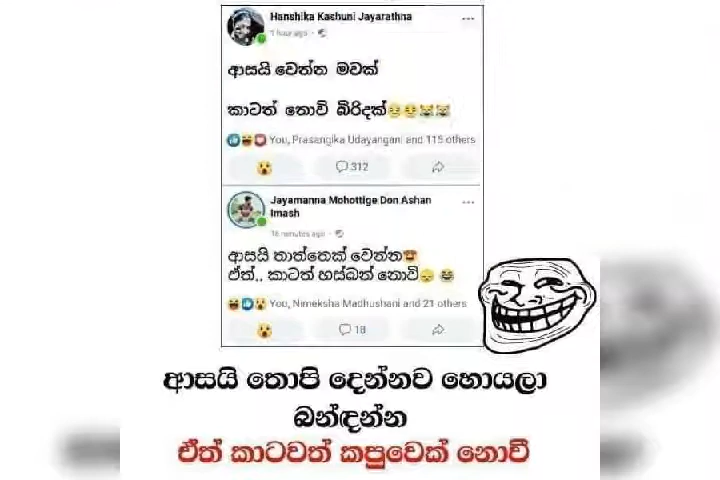 Hanshika Kashuni Jayarathna
1 hour ago
ආසයි වෙන්න මවක්
කාටත් නොවී බිරිදක්😔😔😹😹
You, Prasangika Udayangani and 115 others
312
Jayamanna Mohottige Don Ashan
Imash
16 minutes ago
ආසයි තාත්තෙක් වෙන්න
ඒත්.. කාටත් හස්බන් නොවී😞😂
You, Nimeksha Madhushani and 21 others
18
ආසයි තොපි දෙන්නව හොයලා
බන්ඳන්න
ඒත් කාටවත් කපුවෙක් නොවී